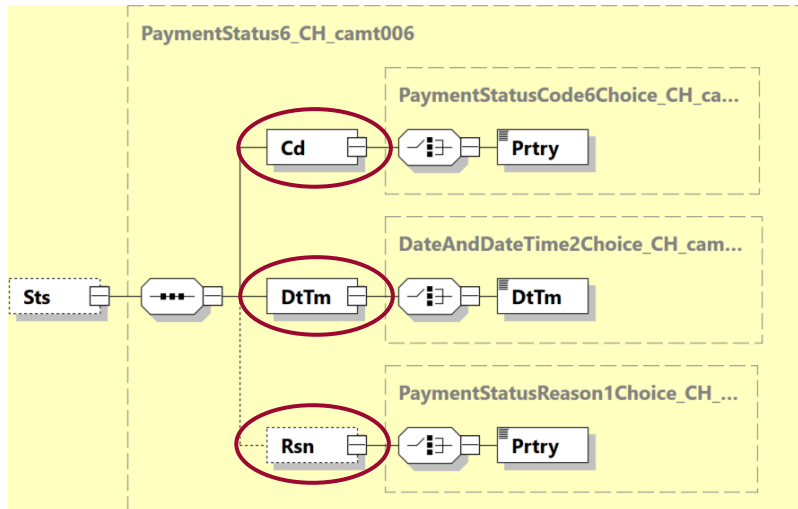 PaymentStatus6_CH_camt006
PaymentStatusCode6Choice_CH_ca...
Cd
Prtry
DateAndDateTime2Choice_CH_cam...
Sts
DtTm
DtTm
PaymentStatusReason1Choice_CH_...
Rsn
Prtry